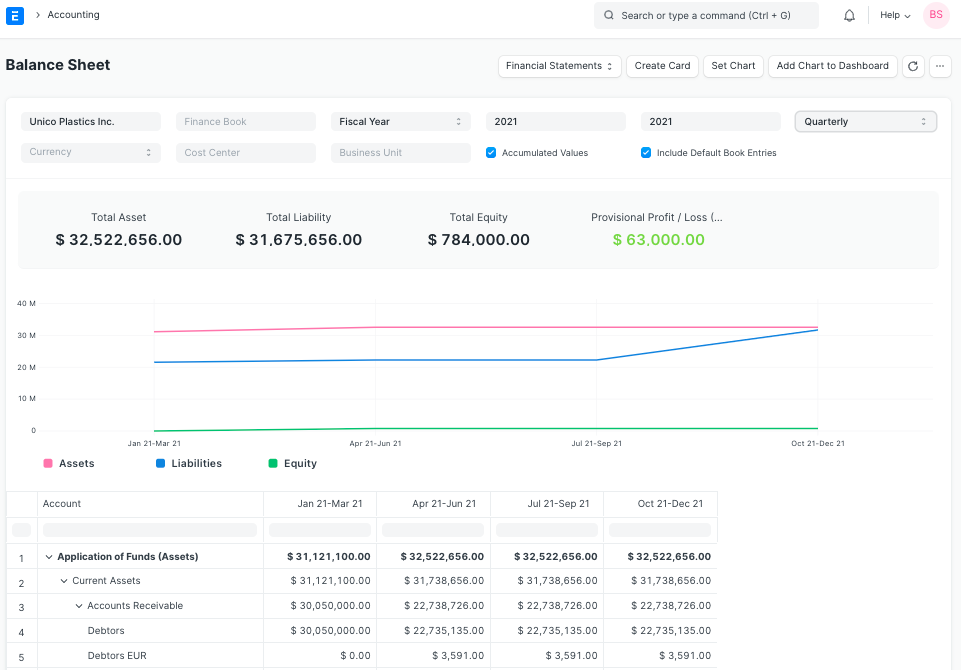 E Accounting Search or type a command (Ctrl + G) Help BS
Balance Sheet Financial Statements Create Card Set Chart Add Chart to Dashboard ...
Unico Plastics Inc. Finance Book Fiscal Year 2021 2021 Quarterly
Currency Cost Center Business Unit Accumulated Values Include Default Book Entries
Total Asset Total Liability Total Equity Provisional Profit / Loss (...
$ 32,522,656.00 $ 31,675,656.00 $ 784,000.00 $ 63,000.00
40 M
30 M
20 M
10 M
0
Jan 21-Mar 21 Apr 21-Jun 21 Jul 21-Sep 21 Oct 21-Dec 21
Assets Liabilities Equity
Account Jan 21-Mar 21 Apr 21-Jun 21 Jul 21-Sep 21 Oct 21-Dec 21
1 Application of Funds (Assets) $ 31,121,100.00 $ 32,522,656.00 $ 32,522,656.00 $ 32,522,656.00
2 Current Assets $ 31,121,100.00 $ 31,738,656.00 $ 31,738,656.00 $ 31,738,656.00
3 Accounts Receivable $ 30,050,000.00 $ 22,738,726.00 $ 22,738,726.00 $ 22,738,726.00
4 Debtors $ 30,050,000.00 $ 22,735,135.00 $ 22,735,135.00 $ 22,735,135.00
5 Debtors EUR $ 0.00 $ 3,591.00 $ 3,591.00 $ 3,591.00